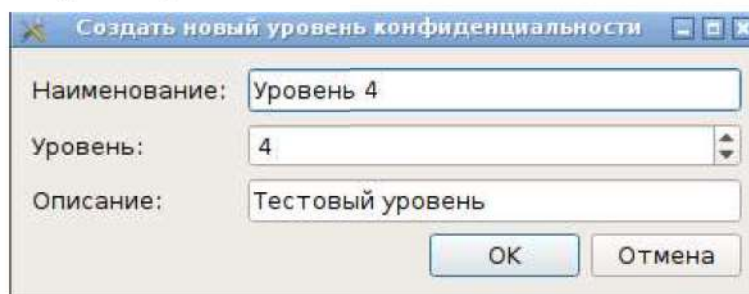 Создать новый уровень конфиденциальности
Наименование: Уровень 4
Уровень: 4
Описание: Тестовый уровень
OK Отмена